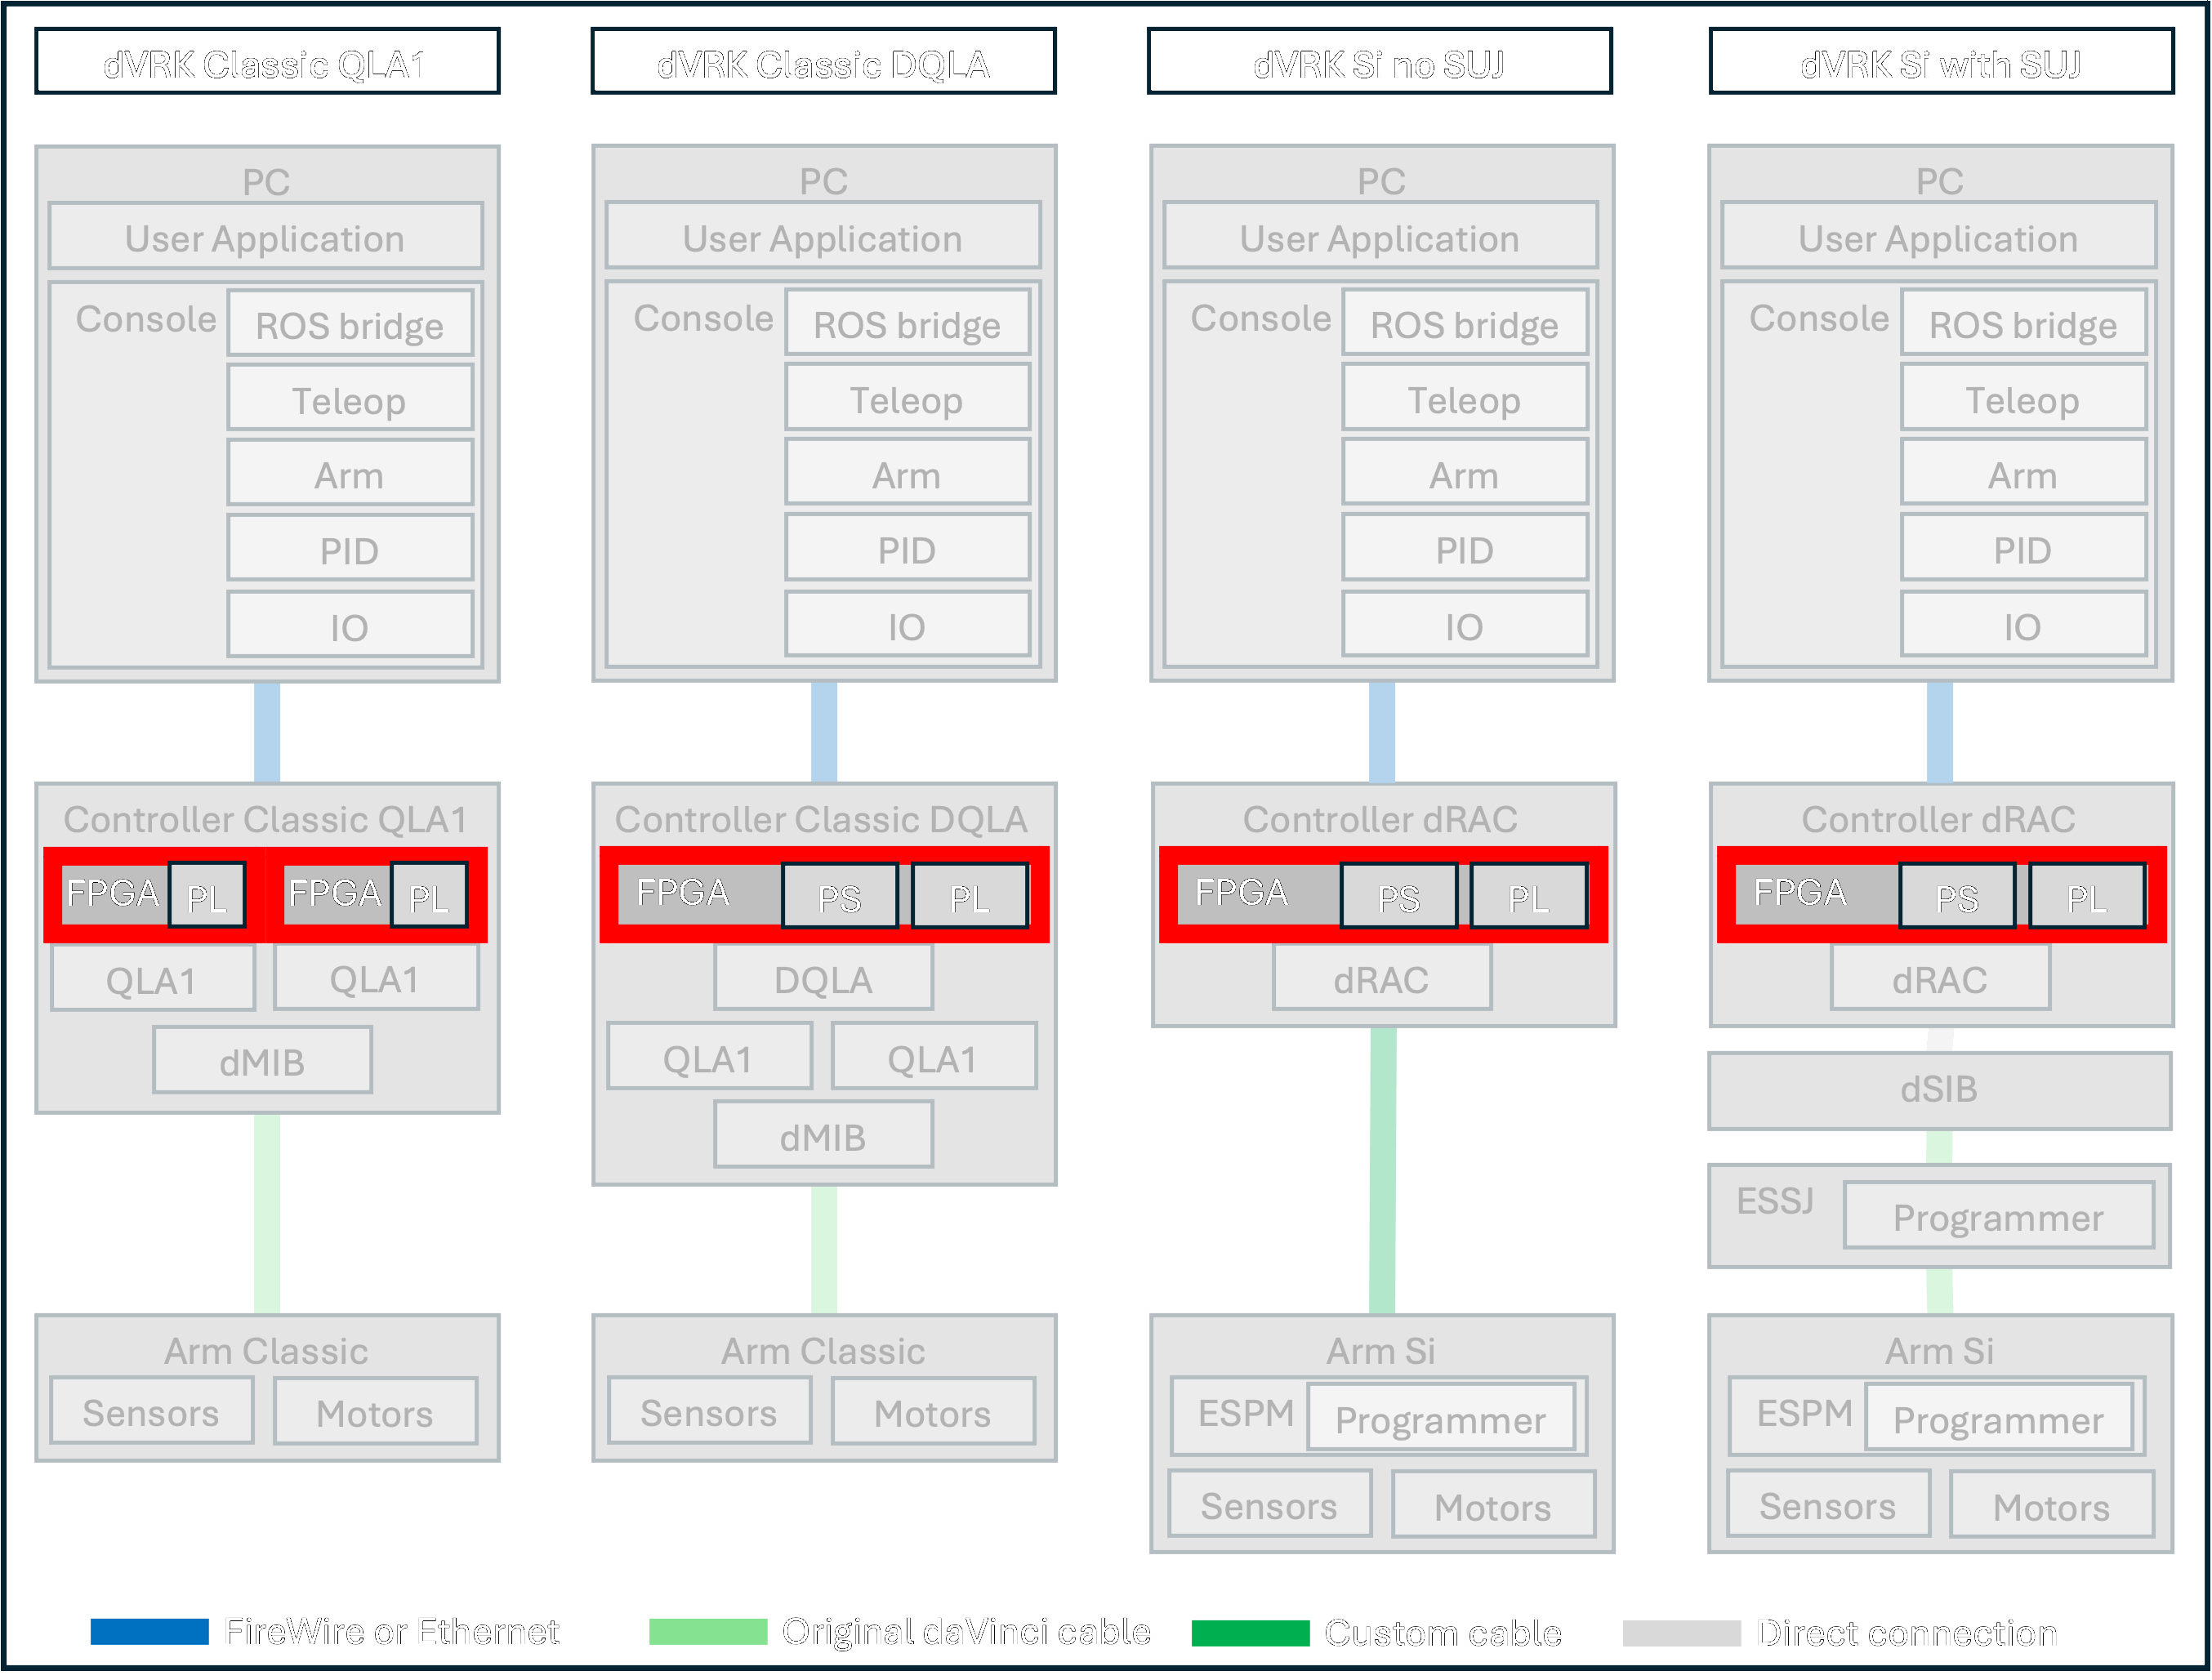 dVRK Classic QLA1
dVRK Classic DQLA
dVRK Si no SUJ
dVRK Si with SUJ
PC
User Application
Console
ROS bridge
Teleop
Arm
PID
IO
PC
User Application
Console
ROS bridge
Teleop
Arm
PID
IO
PC
User Application
Console
ROS bridge
Teleop
Arm
PID
IO
PC
User Application
Console
ROS bridge
Teleop
Arm
PID
IO
Controller Classic QLA1
FPGA
PL
FPGA
PL
QLA1
QLA1
dMIB
Controller Classic DQLA
FPGA
PS
PL
DQLA
QLA1
QLA1
dMIB
Controller dRAC
FPGA
PS
PL
dRAC
Controller dRAC
FPGA
PS
PL
dRAC
dSIB
ESSJ
Programmer
Arm Classic
Sensors
Motors
Arm Classic
Sensors
Motors
Arm Si
ESPM
Programmer
Sensors
Motors
Arm Si
ESPM
Programmer
Sensors
Motors
FireWire or Ethernet
Original daVinci cable
Custom cable
Direct connection